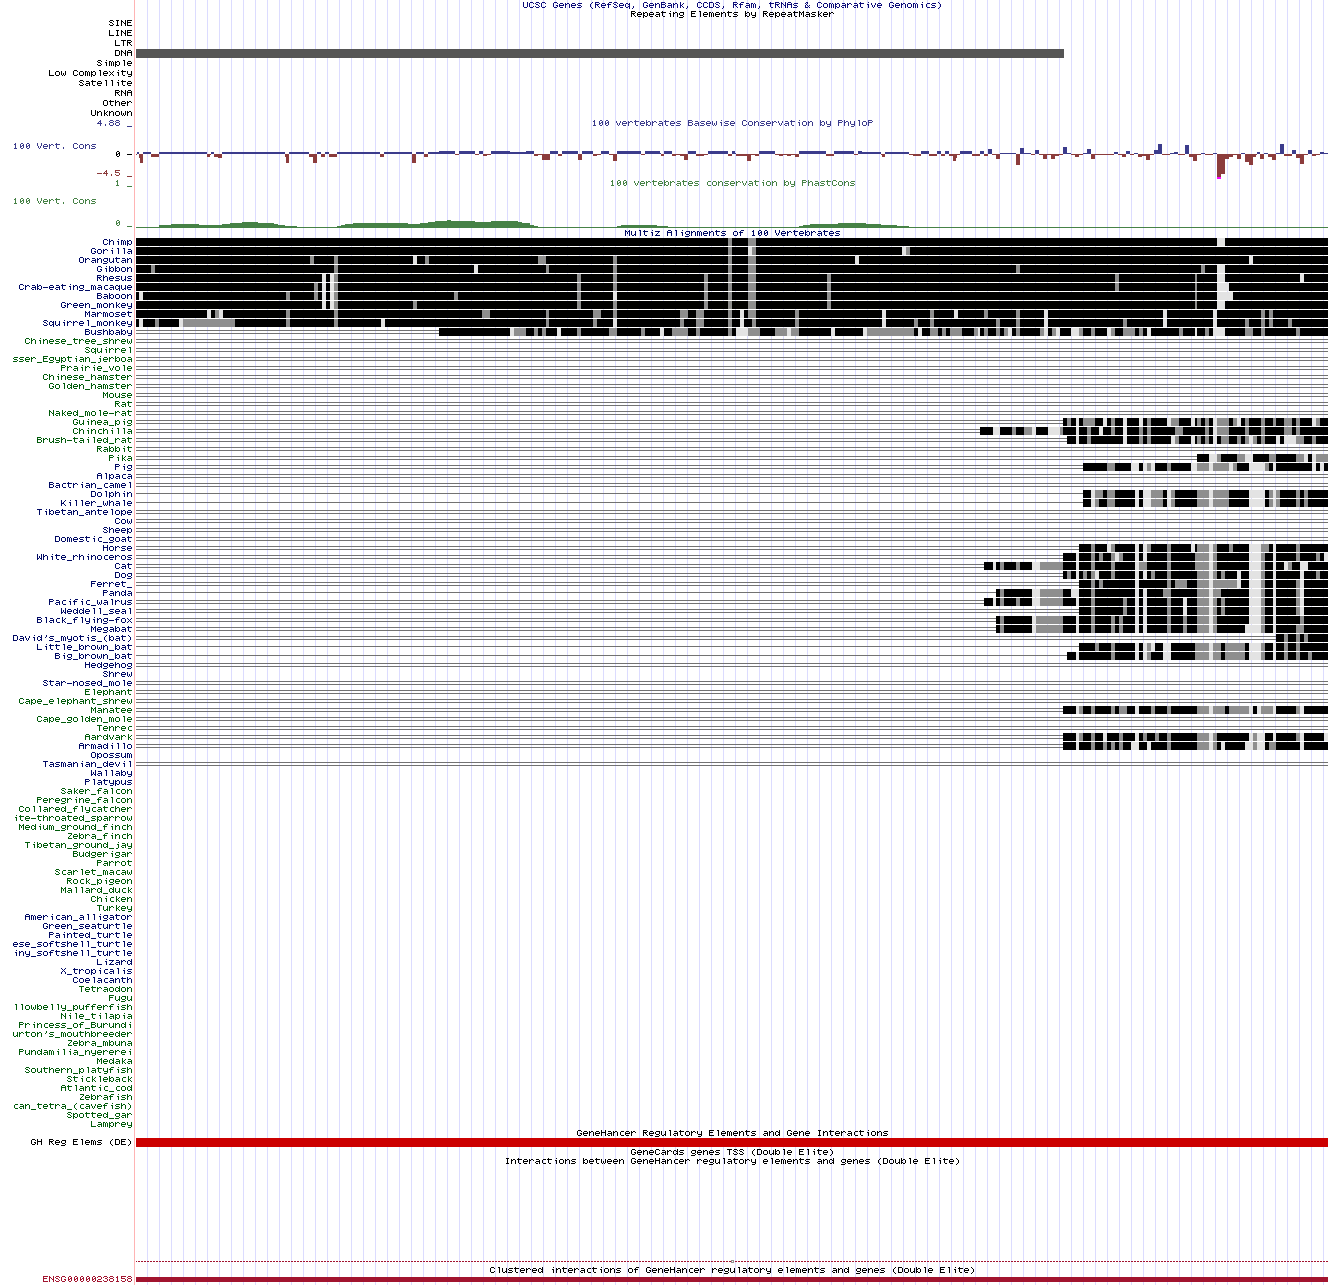 UCSC Genes (RefSeq, GenBank, CCDS, Rfam, tRNAs & Comparative Genomics)
Repeating Elements by RepeatMasker
SINE
LINE
LTR
DNA
Simple
Low Complexity
Satellite
RNA
Other
Unknown
100 vertebrates Basewise Conservation by PhyloP
4.88 _
100 Vert. Cons
0 _
-4.5 _
100 vertebrates conservation by PhastCons
1 _
100 Vert. Cons
0 _
Multiz Alignments of 100 Vertebrates
Chimp
Gorilla
Orangutan
Gibbon
Rhesus
Crab-eating_macaque
Baboon
Green_monkey
Marmoset
Squirrel_monkey
Bushbaby
Chinese_tree_shrew
Squirrel
sser_Egyptian_jerboa
Prairie_vole
Chinese_hamster
Golden_hamster
Mouse
Rat
Naked_mole-rat
Guinea_pig
Chinchilla
Brush-tailed_rat
Rabbit
Pika
Pig
Alpaca
Bactrian_camel
Dolphin
Killer_whale
Tibetan_antelope
Cow
Sheep
Domestic_goat
Horse
White_rhinoceros
Cat
Dog
Ferret_
Panda
Pacific_walrus
Weddell_seal
Black_flying-fox
Megabat
David's_myotis_(bat)
Little_brown_bat
Big_brown_bat
Hedgehog
Shrew
Star-nosed_mole
Elephant
Cape_elephant_shrew
Manatee
Cape_golden_mole
Tenrec
Aardvark
Armadillo
Opossum
Tasmanian_devil
Wallaby
Platypus
Saker_falcon
Peregrine_falcon
Collared_flycatcher
ite-throated_sparrow
Medium_ground_finch
Zebra_finch
Tibetan_ground_jay
Budgerigar
Parrot
Scarlet_macaw
Rock_pigeon
Mallard_duck
Chicken
Turkey
American_alligator
Green_seaturtle
Painted_turtle
ese_softshell_turtle
iny_softshell_turtle
Lizard
X_tropicalis
Coelacanth
Tetraodon
Fugu
llowbelly_pufferfish
Nile_tilapia
Princess_of_Burundi
urton's_mouthbreeder
Zebra_mbuna
Pundamilia_nyererei
Medaka
Southern_platyfish
Stickleback
Atlantic_cod
Zebrafish
can_tetra_(cavefish)
Spotted_gar
Lamprey
GeneHancer Regulatory Elements and Gene Interactions
GH Reg Elems (DE)
GeneCards genes TSS (Double Elite)
Interactions between GeneHancer regulatory elements and genes (Double Elite)
Clustered interactions of GeneHancer regulatory elements and genes (Double Elite)
ENSG00000238158